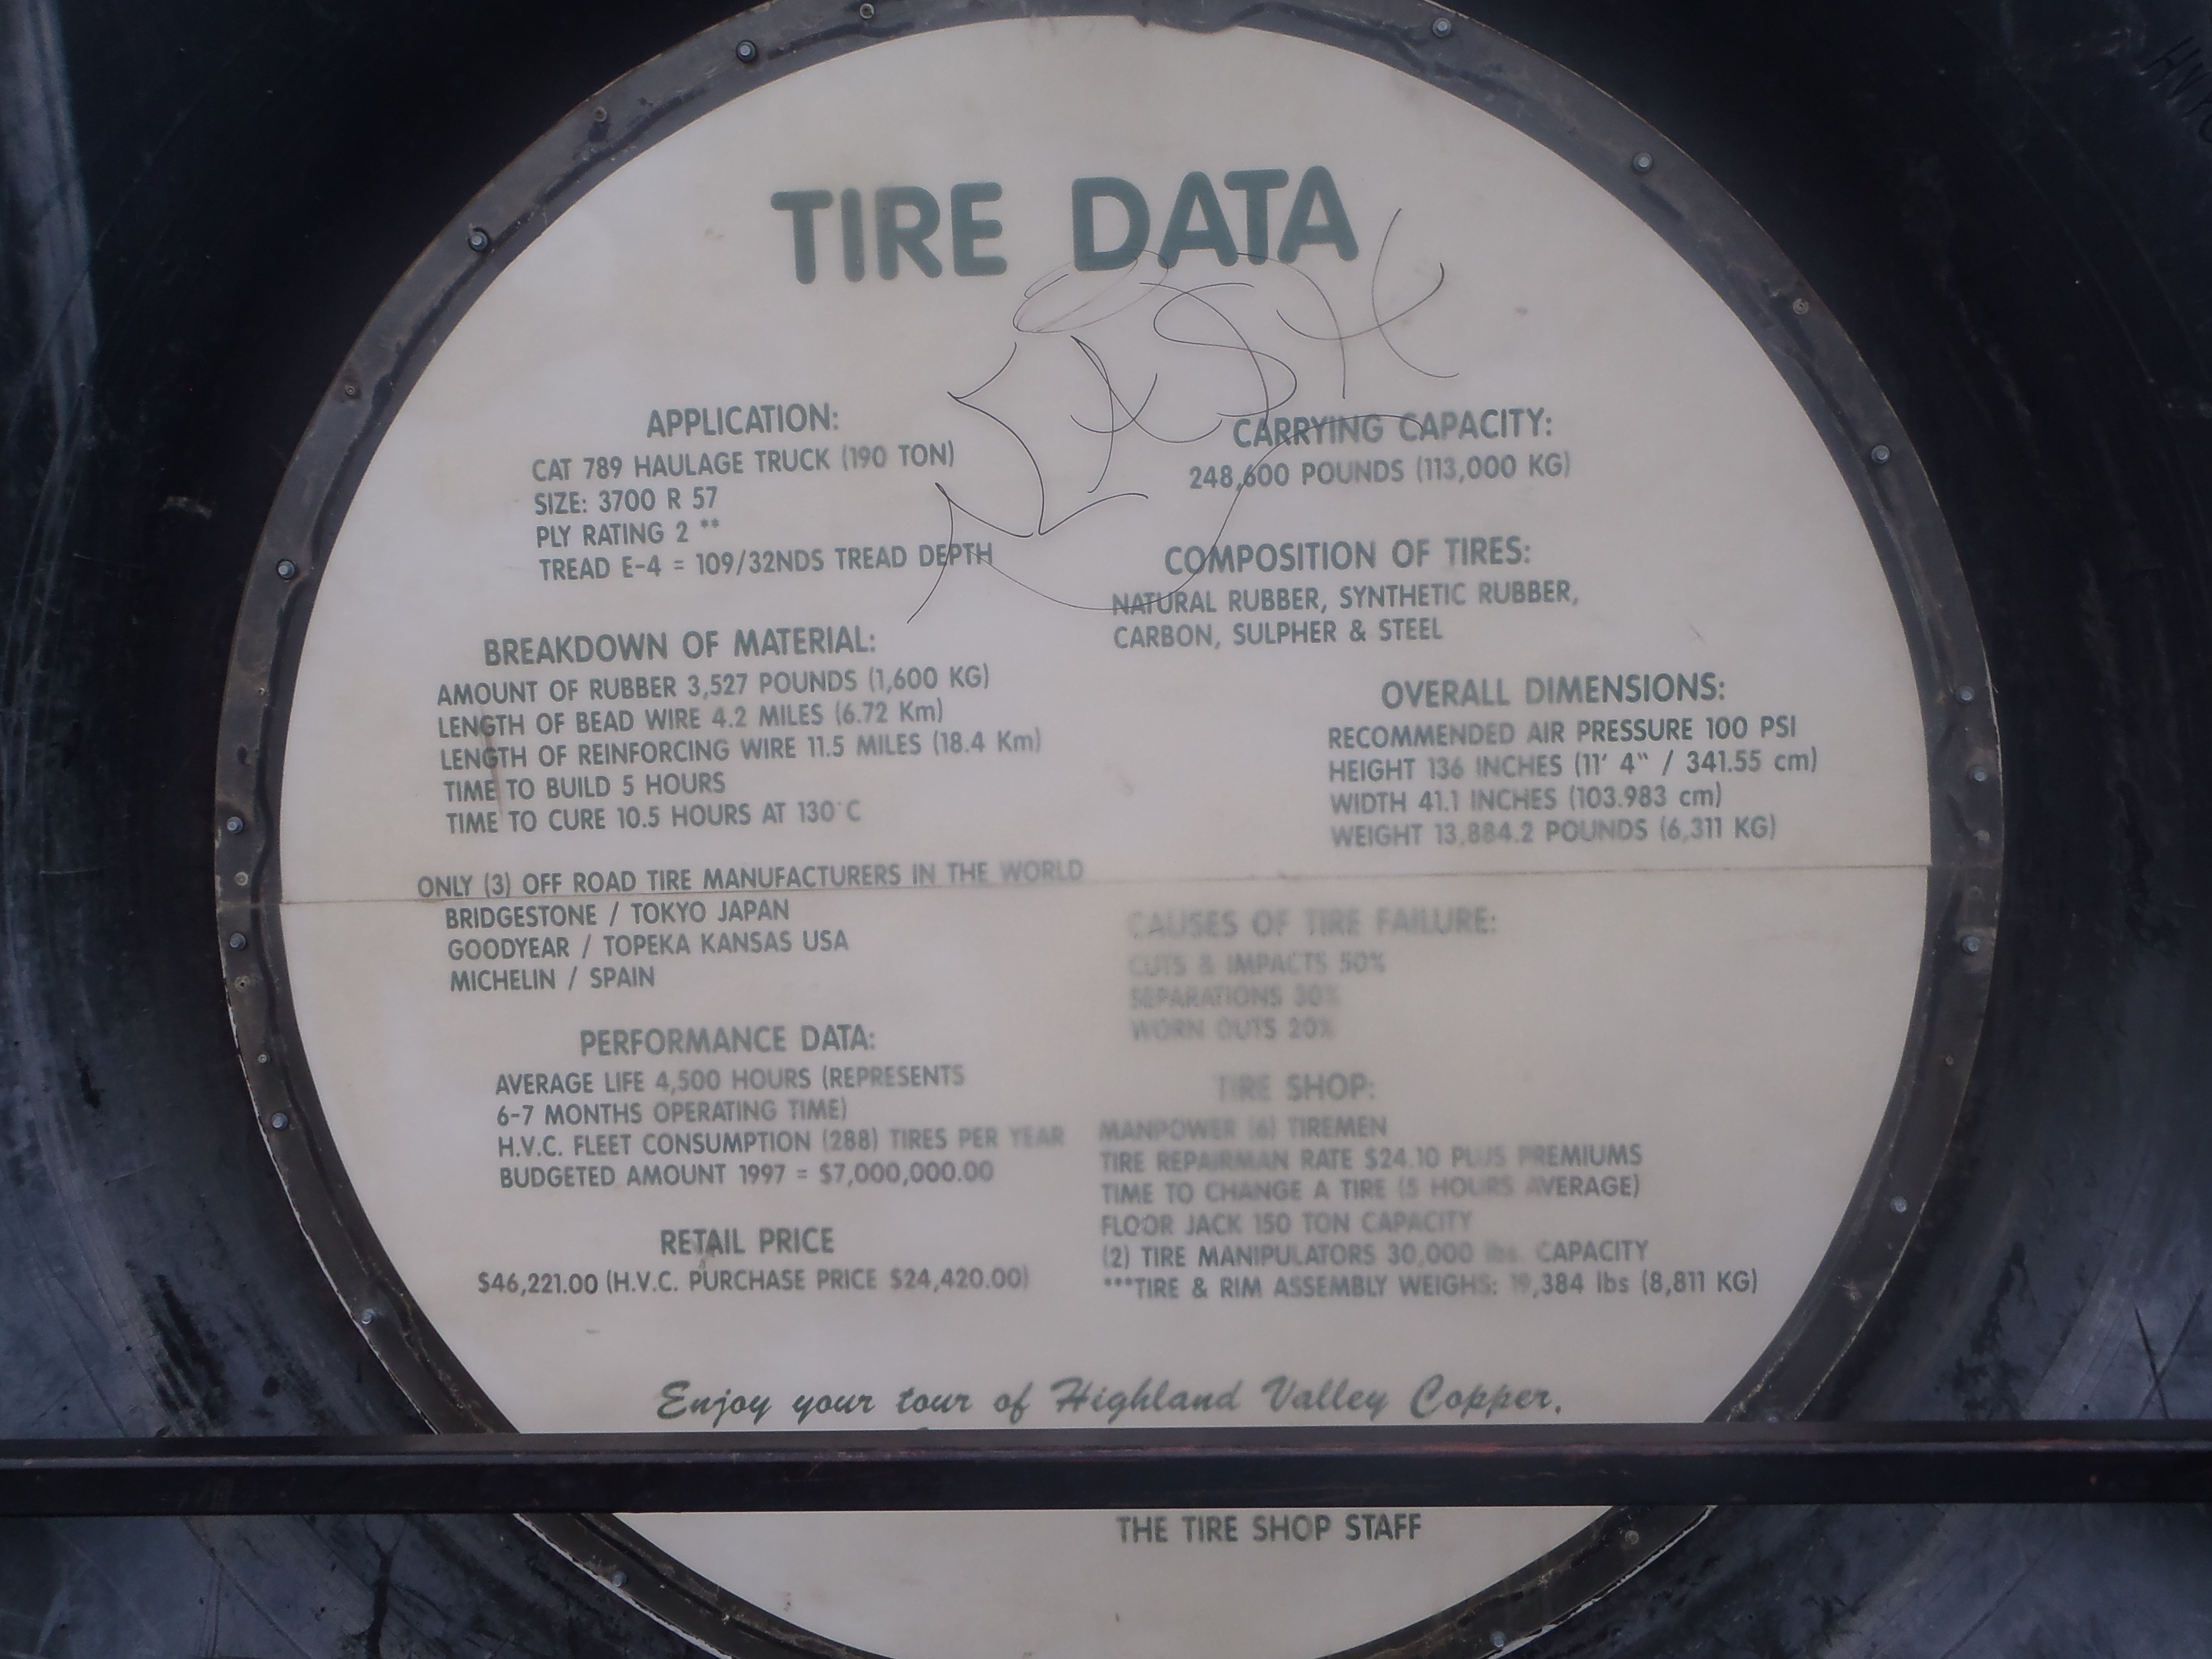 TIRE DATA
APPLICATION:
CAT 789 HAULAGE TRUCK (190 TON)
SIZE: 3700 R 57
PLY RATING 2 **
TREAD E-4 = 109/32NDS TREAD DEPTH
BREAKDOWN OF MATERIAL:
AMOUNT OF RUBBER 3,527 POUNDS (1,600 KG)
LENGTH OF BEAD WIRE 4.2 MILES (6.72 Km)
LENGTH OF REINFORCING WIRE 11.5 MILES (18.4 Km)
TIME TO BUILD 5 HOURS
TIME TO CURE 10.5 HOURS AT 130°C
ONLY (3) OFF ROAD TIRE MANUFACTURERS IN THE WORLD
BRIDGESTONE / TOKYO JAPAN
GOODYEAR / TOPEKA KANSAS USA
MICHELIN / SPAIN
PERFORMANCE DATA:
AVERAGE LIFE 4,500 HOURS (REPRESENTS
6-7 MONTHS OPERATING TIME)
H.V.C. FLEET CONSUMPTION (288) TIRES PER YEAR
BUDGETED AMOUNT 1997 = $7,000,000.00
RETAIL PRICE
$46,221.00 (H.V.C. PURCHASE PRICE $24,420.00)
CARRYING CAPACITY:
248,600 POUNDS (113,000 KG)
COMPOSITION OF TIRES:
NATURAL RUBBER, SYNTHETIC RUBBER,
CARBON, SULPHER & STEEL
OVERALL DIMENSIONS:
RECOMMENDED AIR PRESSURE 100 PSI
HEIGHT 136 INCHES (11' 4" / 341.55 cm)
WIDTH 41.1 INCHES (103.983 cm)
WEIGHT 13,884.2 POUNDS (6,311 KG)
CAUSES OF TIRE FAILURE:
CUTS & IMPACTS 50%
SEPARATIONS 30%
WORN OUTS 20%
TIRE SHOP:
MANPOWER (6) TIREMEN
TIRE REPAIRMAN RATE $24.10 PLUS PREMIUMS
TIME TO CHANGE A TIRE (5 HOURS AVERAGE)
FLOOR JACK 150 TON CAPACITY
(2) TIRE MANIPULATORS 30,000 lbs. CAPACITY
***TIRE & RIM ASSEMBLY WEIGHS: 19,384 lbs (8,811 KG)
Enjoy your tour of Highland Valley Copper.
THE TIRE SHOP STAFF